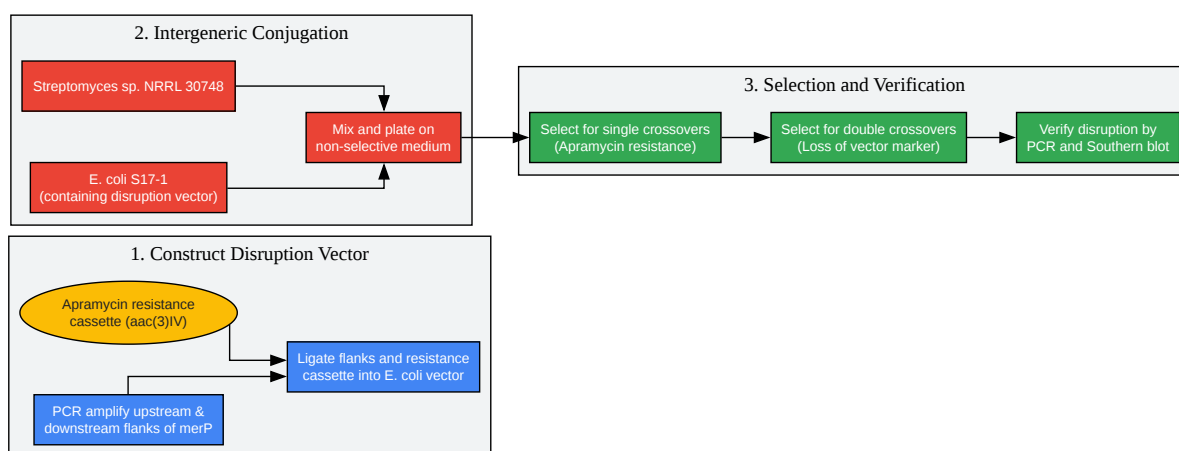 2. Intergeneric Conjugation
Streptomyces sp. NRRL 30748
Mix and plate on
non-selective medium
E. coli S17-1
(containing disruption vector)
3. Selection and Verification
Select for single crossovers
(Apramycin resistance)
Select for double crossovers
(Loss of vector marker)
Verify disruption by
PCR and Southern blot
1. Construct Disruption Vector
Apramycin resistance
cassette (aac(3)IV)
Ligate flanks and resistance
cassette into E. coli vector
PCR amplify upstream &
downstream flanks of merP